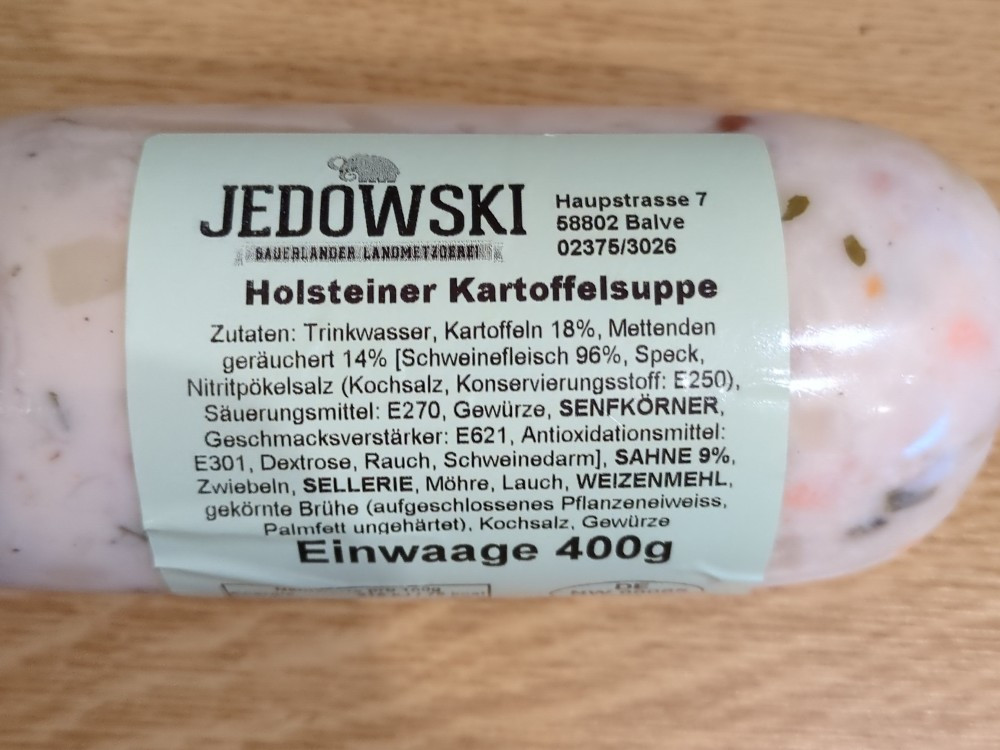 JEDOWSKI
SAUERLANDER LANDMETZGEREI
Haupstrasse 7
58802 Balve
02375/3026
Holsteiner Kartoffelsuppe
Zutaten: Trinkwasser, Kartoffeln 18%, Mettenden
geräuchert 14% [Schweinefleisch 96%, Speck,
Nitritpökelsalz (Kochsalz, Konservierungsstoff: E250),
Säuerungsmittel: E270, Gewürze, SENFKÖRNER,
Geschmacksverstärker: E621, Antioxidationsmittel:
E301, Dextrose, Rauch, Schweinedarm], SAHNE 9%,
Zwiebeln, SELLERIE, Möhre, Lauch, WEIZENMEHL,
gekörnte Brühe (aufgeschlossenes Pflanzeneiweiss,
Palmfett ungehärtet), Kochsalz, Gewürze
Einwaage 400g
DE